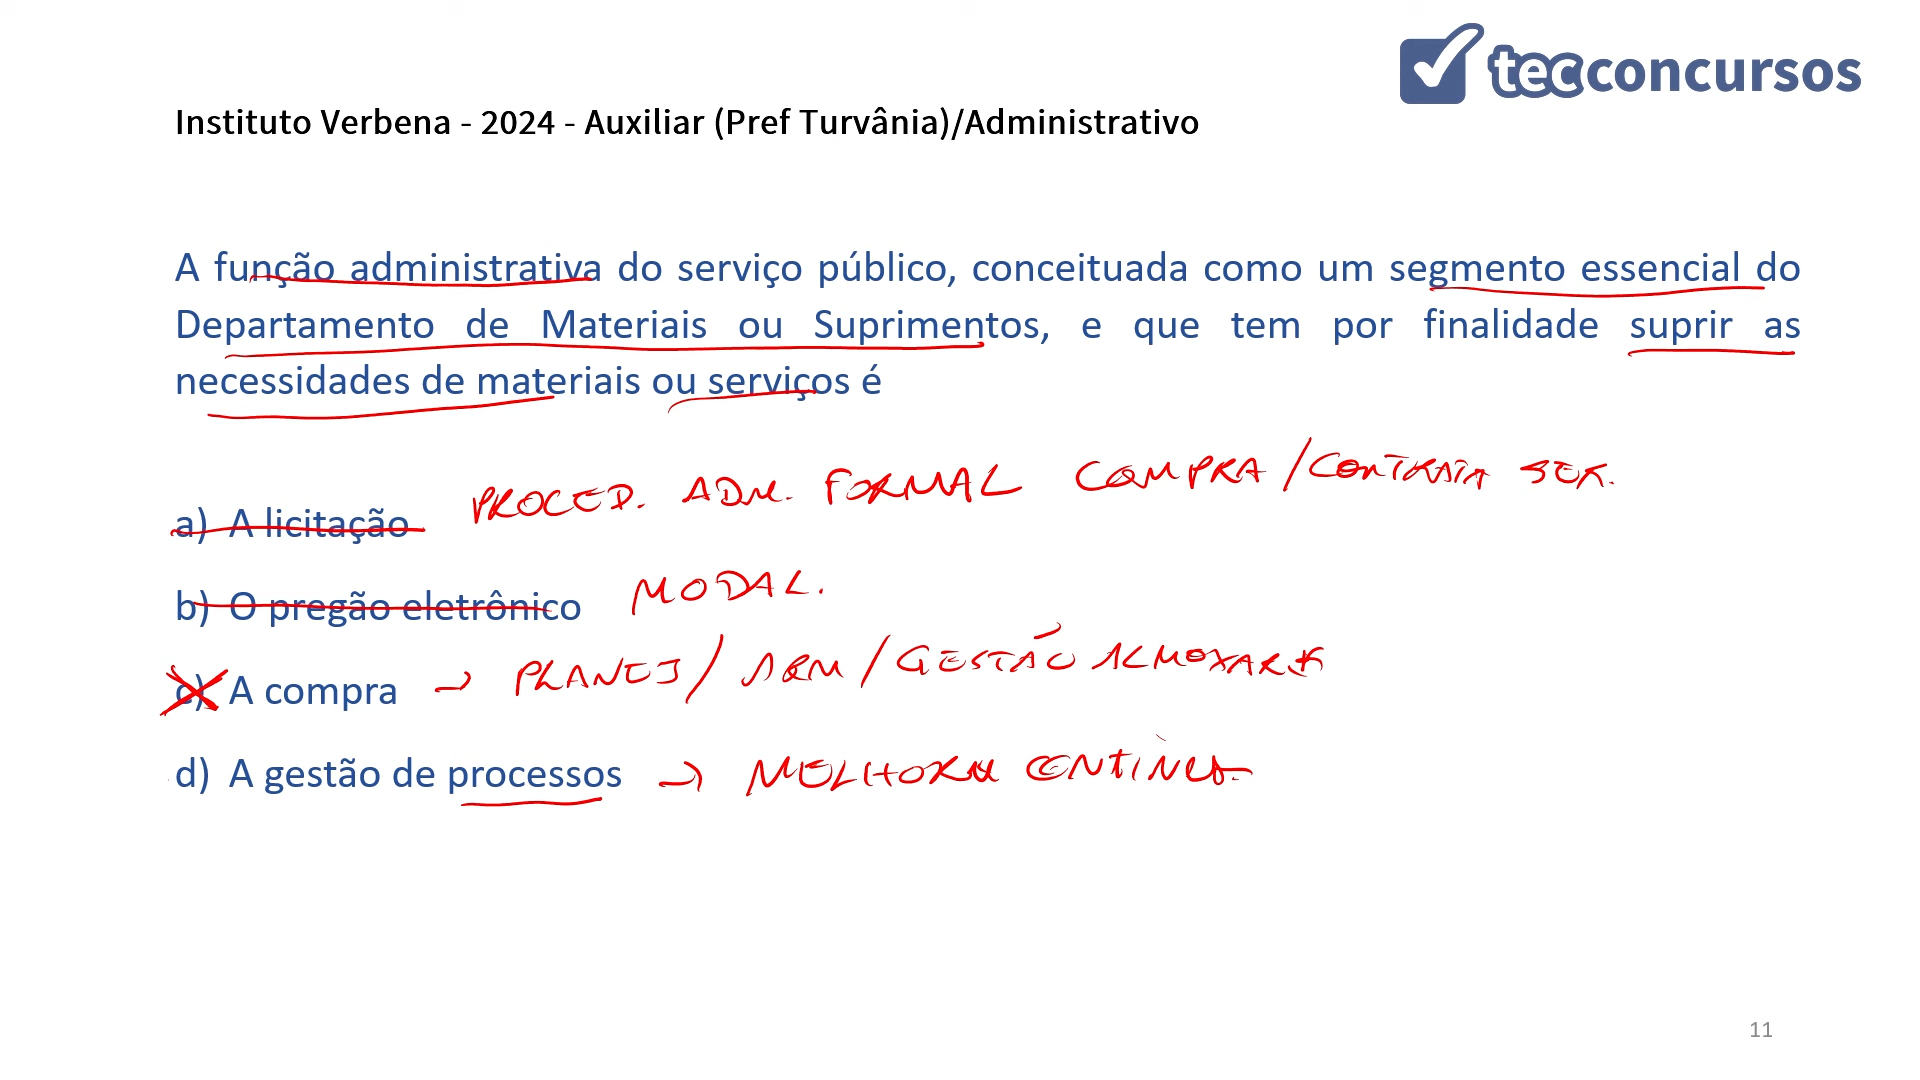 tecconcursos
Instituto Verbena - 2024 - Auxiliar (Pref Turvânia)/Administrativo
A função administrativa do serviço público, conceituada como um segmento essencial do
Departamento de Materiais ou Suprimentos, e que tem por finalidade suprir as
necessidades de materiais ou serviços é
PROCED. ADM. FORMAL COMPRA/CONTRATA SER.
a) A licitação
MODAL.
b) O pregão eletrônico
c) A compra → PLANEJ/ARM/GESTÃO ALMOXARIF
d) A gestão de processos → MELHORIA CONTÍNUA.
11